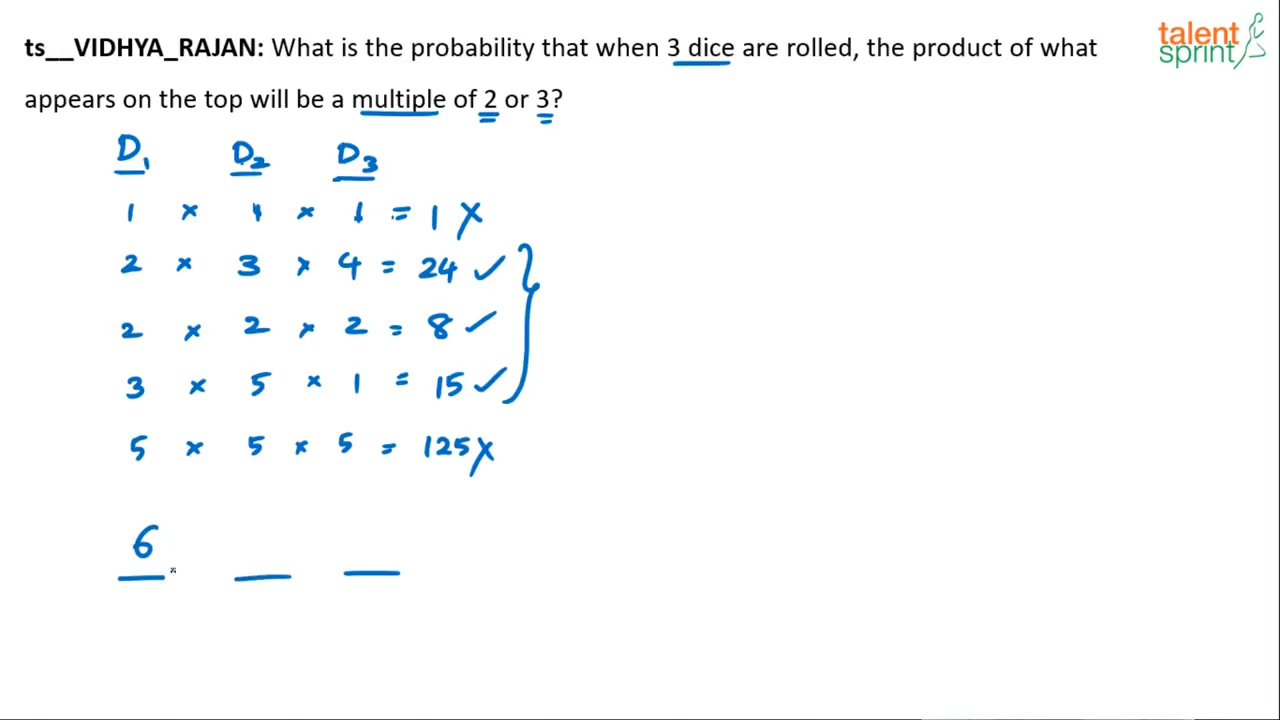 ts__VIDHYA_RAJAN: What is the probability that when 3 dice are rolled, the product of what
talent
sprint
appears on the top will be a multiple of 2 or 3?
D1 D2 D3
1 × 1 × 1 = 1 X
2 × 3 × 4 = 24 ✓
2 × 2 × 2 = 8 ✓
3 × 5 × 1 = 15 ✓
5 × 5 × 5 = 125 X
6